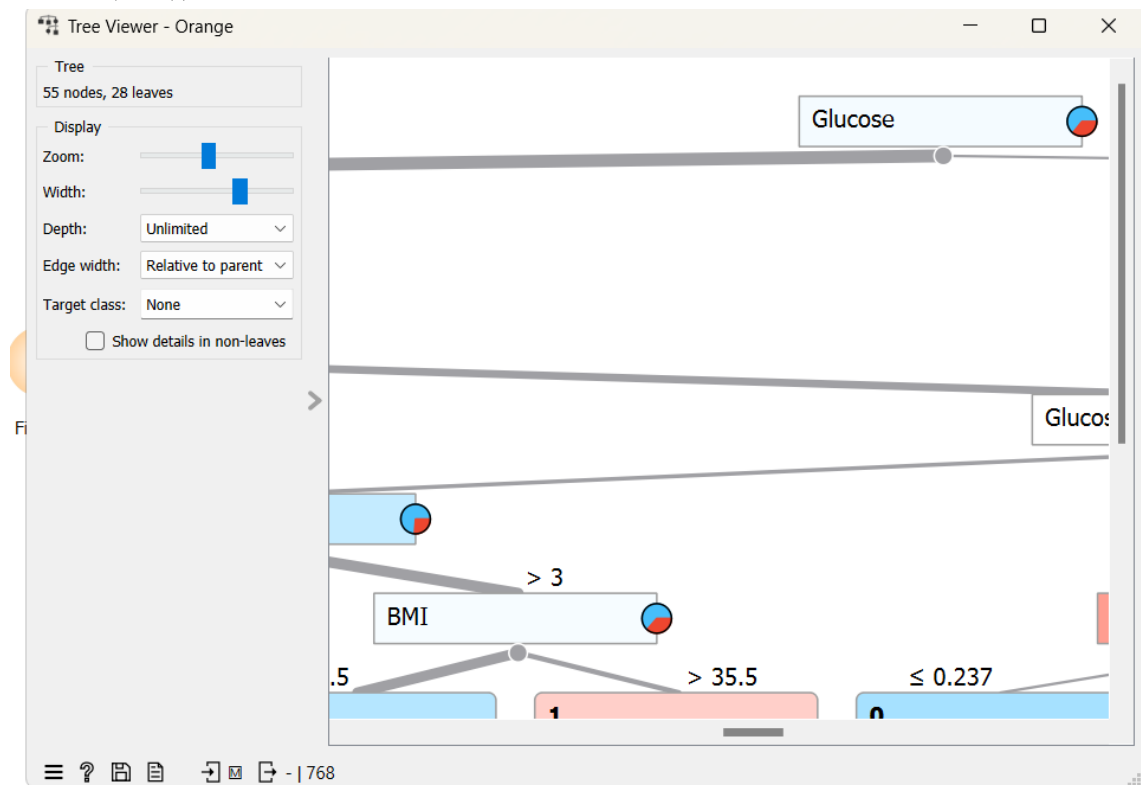 Tree Viewer - Orange
Tree
55 nodes, 28 leaves
Display
Zoom:
Width:
Depth: Unlimited
Edge width: Relative to parent
Target class: None
Show details in non-leaves
Fi
Glucose
Glucos
> 3
BMI
.5
> 35.5
≤ 0.237
1
0
M
- | 768